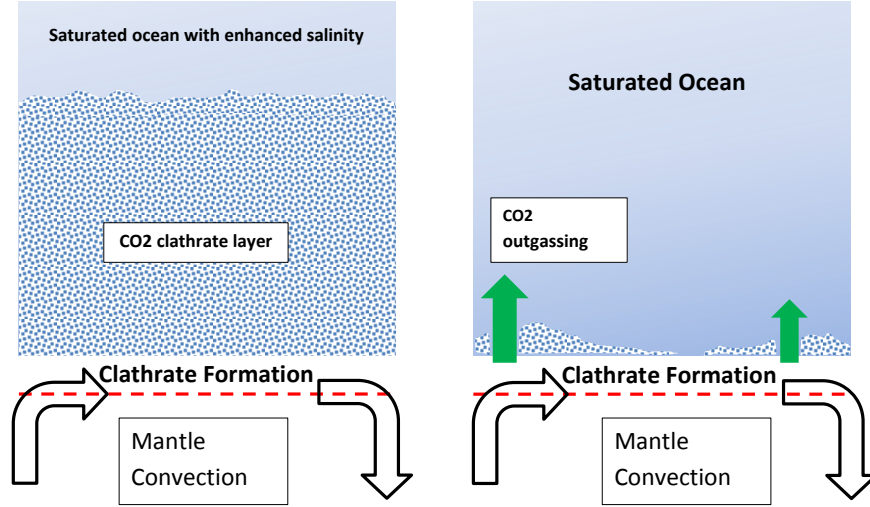 Saturated ocean with enhanced salinity
CO2 clathrate layer
Clathrate Formation
Mantle
Convection
Saturated Ocean
CO2
outgassing
Clathrate Formation
Mantle
Convection